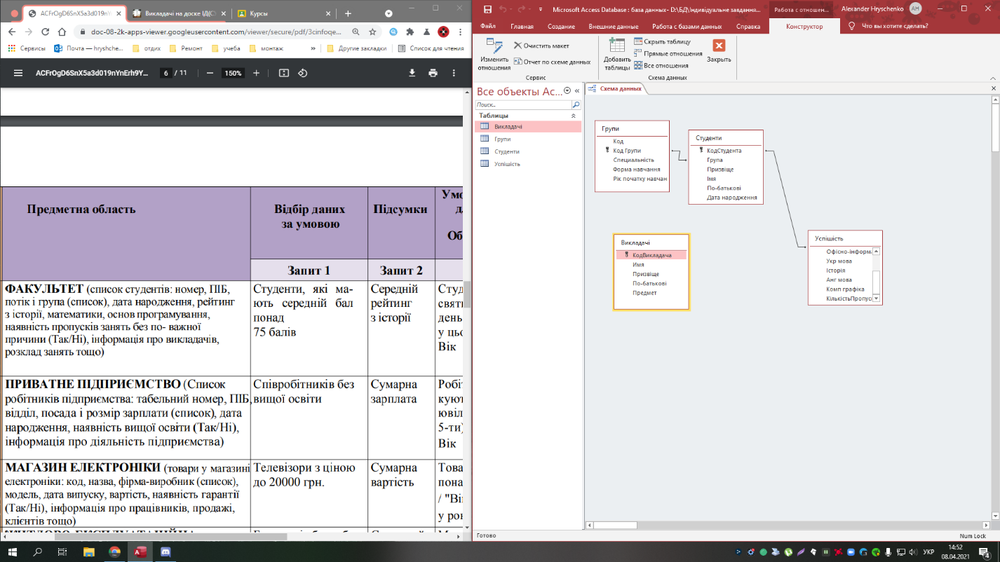 ACFrOgD6SnX5a3d019nY
Викладачі на доске ІД(СУ
Курсы
doc-08-2k-apps-viewer.googleusercontent.com/viewer/secure/pdf/3cinfoqe...
Сервисы
Почта — hryshche...
отдих
Ремонт
учеба
монтаж
»
Другие закладки
Список для чтения
ACFrOgD6SnX5a3d019nYnErh9Y...
6 / 11
150%
Предметна область
Відбір даних
за умовою
Підсумки
Умо
д
Об
Запит 1
Запит 2
ФАКУЛЬТЕТ (список студентів: номер, ПІБ,
потік і група (список), дата народження, рейтинг
з історії, математики, основ програмування,
наявність пропусків занять без по- важної
причини (Так/Ні), інформація про викладачів,
розклад занять тощо)
Студенти, які ма-
ють середній бал
понад
75 балів
Середній
рейтинг
з історії
Студ
святк
день
у цьо
Вік
ПРИВАТНЕ ПІДПРИЄМСТВО (Список
робітників підприємства: табельний номер, ПІБ,
відділ, посада і розмір зарплати (список), дата
народження, наявність вищої освіти (Так/Ні),
інформація про діяльність підприємства)
Співробітників без
вищої освіти
Сумарна
зарплата
Робіт
кують
ювіл
5-ти)
Вік
МАГАЗИН ЕЛЕКТРОНІКИ (товари у магазині
електроніки: код, назва, фірма-виробник (список),
модель, дата випуску, вартість, наявність гарантії
(Так/Ні), інформація про працівників, продажі,
клієнтів тощо)
Телевізори з ціною
до 20000 грн.
Сумарна
вартість
Това
пона
/ "Ві
у рок
Microsoft Access Database : база данных- D:\БД\Індивідуальне завдання...
Работа с отношен...
Alexander Hryschenko
AH
Файл
Главная
Создание
Внешние данные
Работа с базами данных
Справка
Конструктор
Что вы хотите сделать?
Изменить
отношения
Очистить макет
Отчет по схеме данных
Сервис
Добавить
таблицы
Скрыть таблицу
Прямые отношения
Все отношения
Схема данных
Закрыть
Все объекты Ac...
Поиск...
Таблицы
Викладачі
Групи
Студенти
Успішність
Схема данных
Групи
Код
Код Групи
Специальність
Форма навчання
Рік початку навчан
Студенти
КодСтудента
Група
Призвіще
Імя
По-батькові
Дата народження
Викладачі
КодВикладача
Имя
Призвіще
По-батькові
Предмет
Успішність
Офісно-інформа
Укр мова
Історія
Анг мова
Комп графіка
КількістьПропус
Готово
Num Lock
УКР
14:52
08.04.2021
4